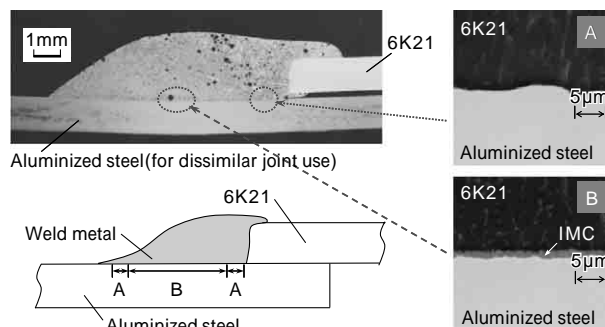 1mm
6K21
Aluminized steel(for dissimilar joint use)
6K21
A
5μm
Aluminized steel
6K21
Weld metal
A
B
A
Aluminized steel
6K21
B
IMC
5μm
Aluminized steel